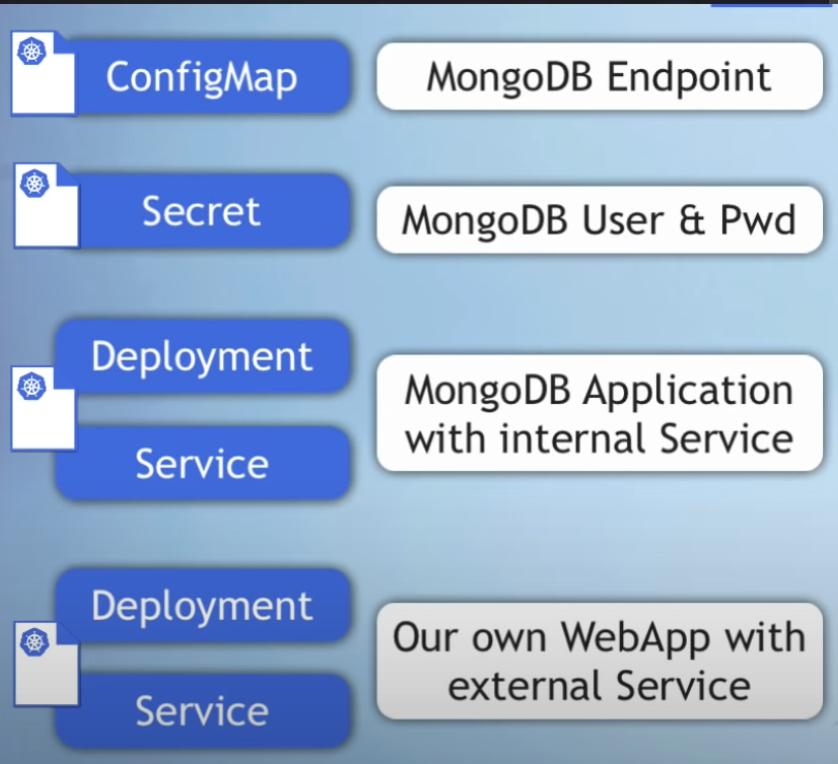 ConfigMap
MongoDB Endpoint
Secret
MongoDB User & Pwd
Deployment
Service
MongoDB Application
with internal Service
Deployment
Service
Our own WebApp with
external Service